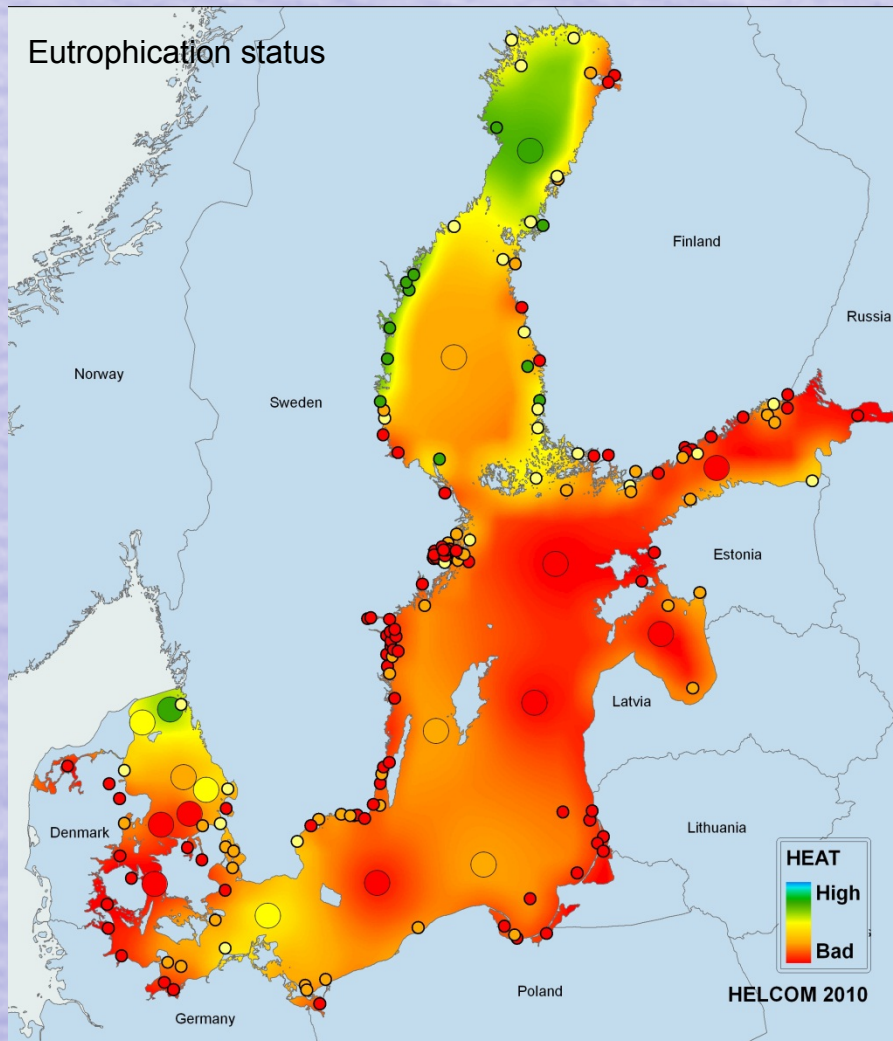 Eutrophication status
Finland
Russia
Norway
Sweden
Estonia
Latvia
Denmark
Lithuania
HEAT
High
Bad
HELCOM 2010
Poland
Germany